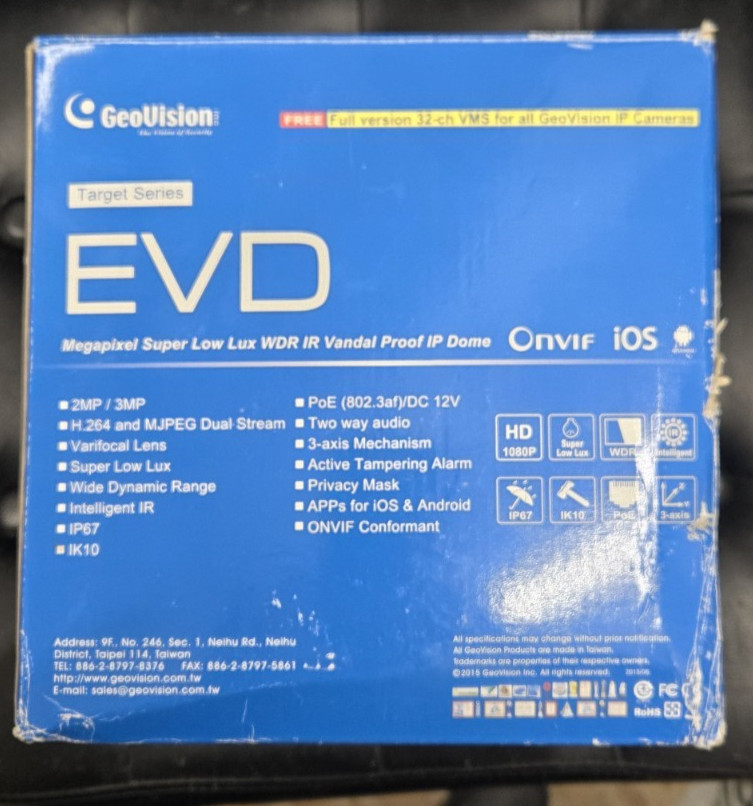 GeoVision
The Vision of Security
FREE Full version 32-ch VMS for all GeoVision IP Cameras
Target Series
EVD
Megapixel Super Low Lux WDR IR Vandal Proof IP Dome
ONVIF iOS
2MP / 3MP
H.264 and MJPEG Dual Stream
Varifocal Lens
Super Low Lux
Wide Dynamic Range
Intelligent IR
IP67
IK10
PoE (802.3af)/DC 12V
Two way audio
3-axis Mechanism
Active Tampering Alarm
Privacy Mask
APPs for iOS & Android
ONVIF Conformant
HD
1080P
Super
Low Lux
WDR
IR
Intelligent
IP67
IK10
PoE
3-axis
Address: 9F., No. 246, Sec. 1, Neihu Rd., Neihu
District, Taipei 114, Taiwan
TEL: 886-2-8797-8376 FAX: 886-2-8797-5861
http://www.geovision.com.tw
E-mail: sales@geovision.com.tw
All specifications may change without prior notification.
All GeoVision Products are made in Taiwan.
Trademarks are properties of their respective owners.
©2015 GeoVision Inc. All rights reserved.
FC
RoHS